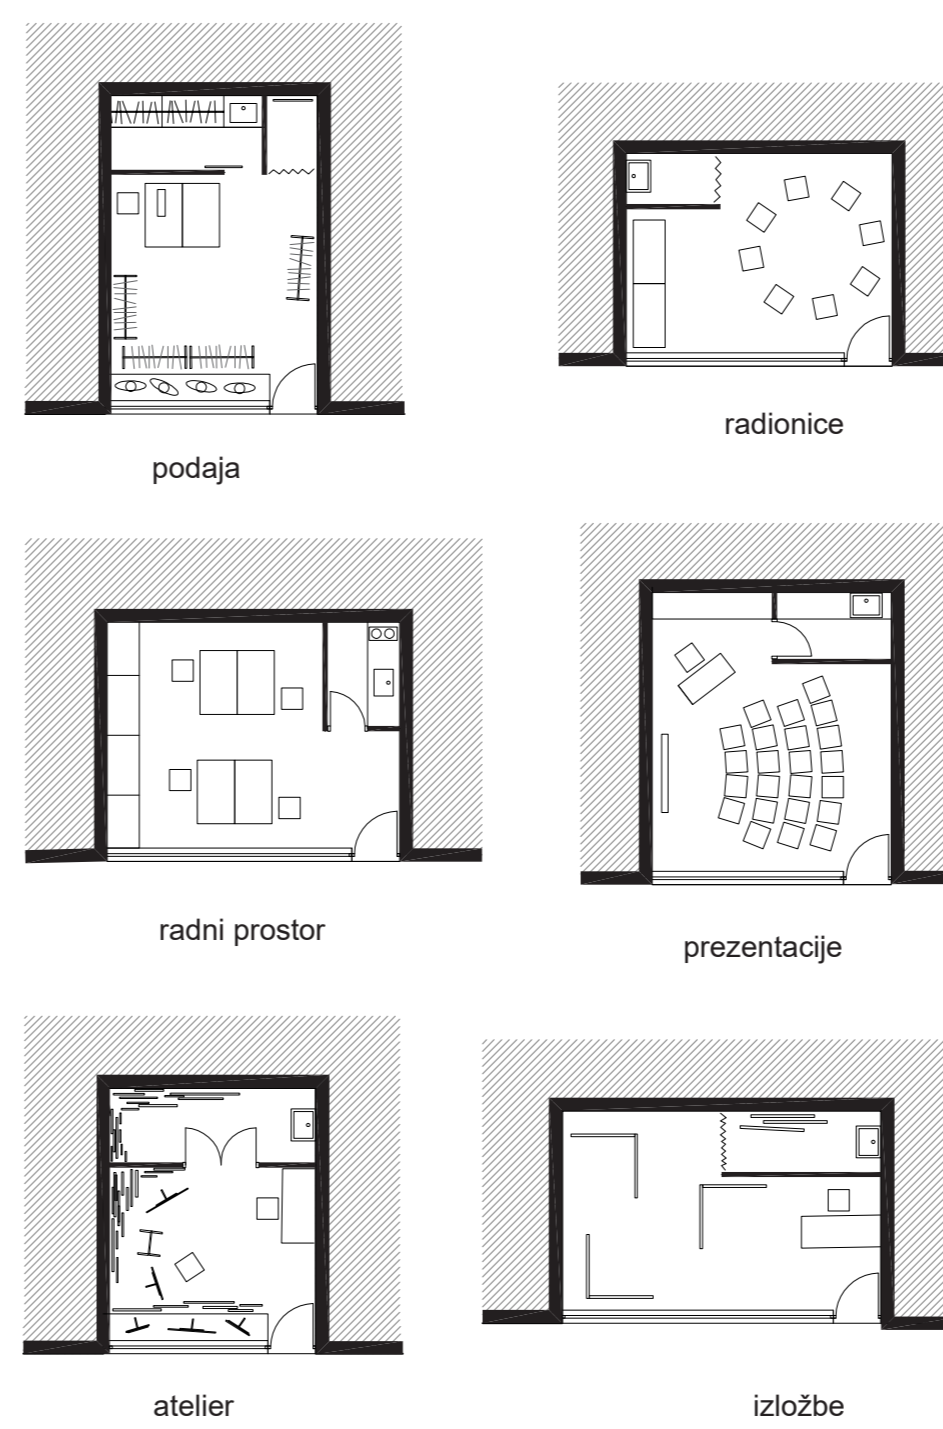 podaja
radionice
radni prostor
prezentacije
atelier
izložbe